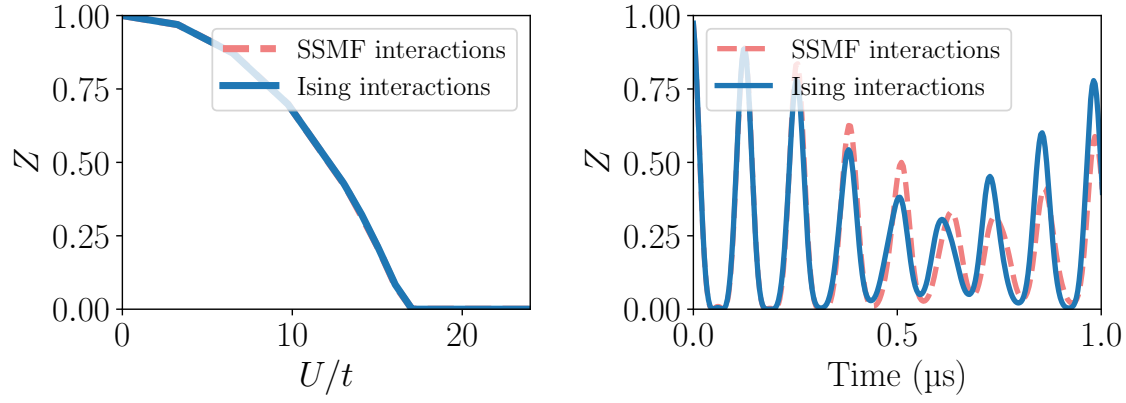 1.00
0.75
0.50
0.25
0.00
Z
0
10
20
U/t
SSMF interactions
Ising interactions
1.00
0.75
0.50
0.25
0.00
Z
0.0
0.5
1.0
Time (µs)
SSMF interactions
Ising interactions